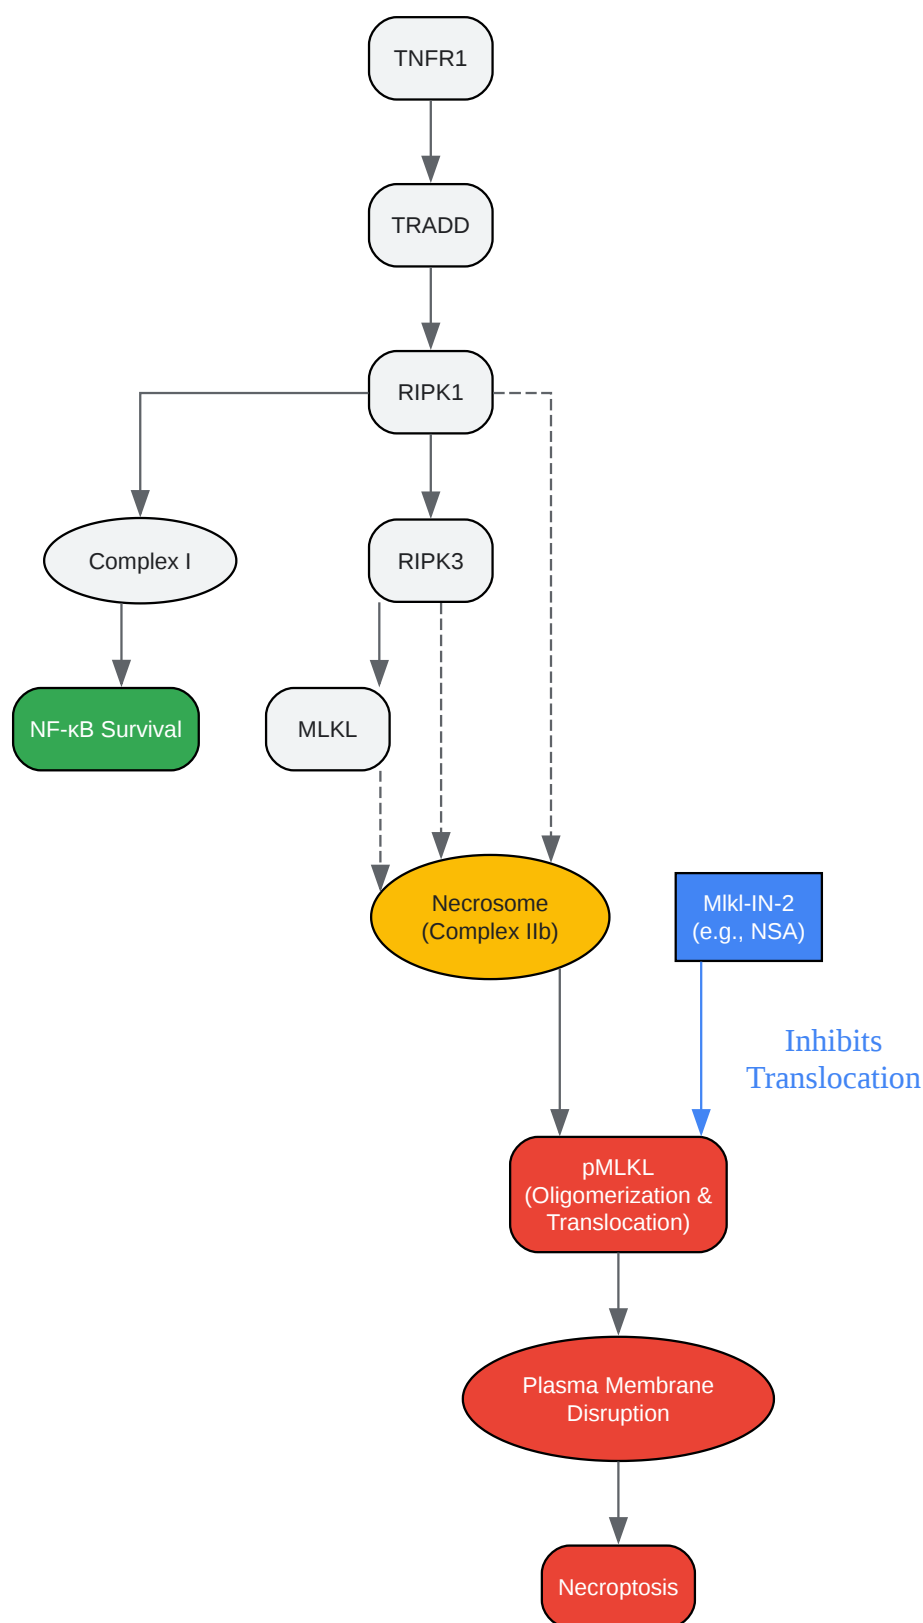 TNFR1
TRADD
RIPK1
Complex I
RIPK3
NF-κB Survival
MLKL
Necrosome
(Complex IIb)
Mlkl-IN-2
(e.g., NSA)
Inhibits
Translocation
pMLKL
(Oligomerization &
Translocation)
Plasma Membrane
Disruption
Necroptosis